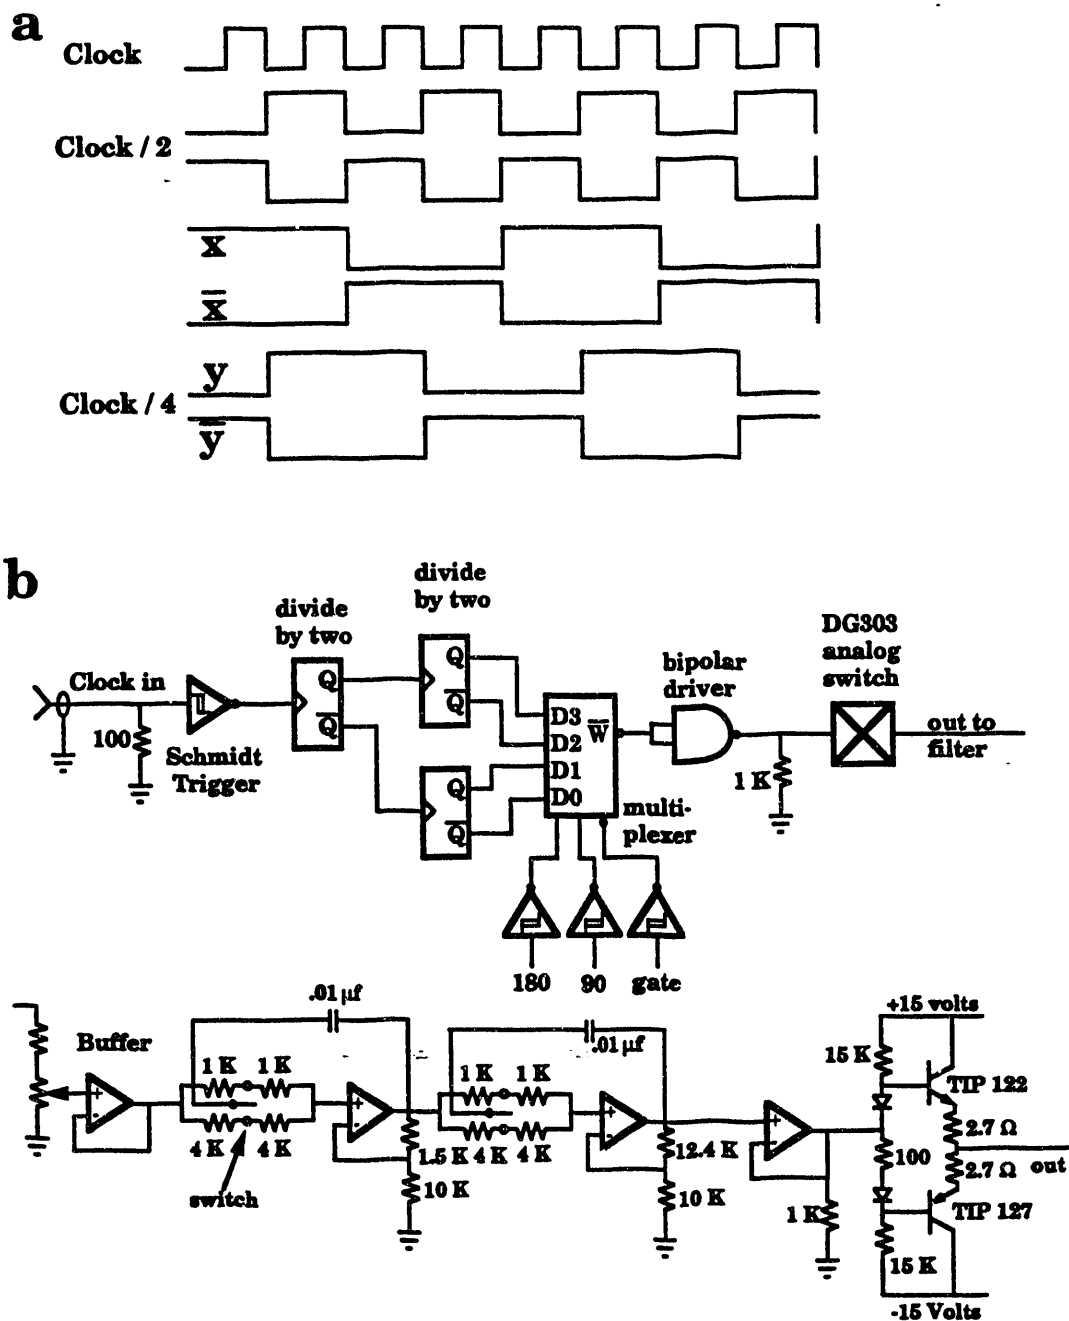 a
Clock
Clock / 2
x
x̅
y
Clock / 4
y̅
b
divide
by two
divide
by two
DG303
analog
switch
bipolar
driver
Clock in
Q
Q̅
Q
Q̅
Q
Q̅
D3
D2
D1
D0
W̅
out to
filter
100
Schmidt
Trigger
1 K
multi-
plexer
180
90
gate
.01 µf
.01 µf
+15 volts
Buffer
1 K
1 K
1 K
1 K
15 K
TIP 122
4 K
4 K
1.5 K
4 K
4 K
12.4 K
2.7 Ω
100
2.7 Ω
out
switch
10 K
10 K
1 K
TIP 127
15 K
-15 Volts